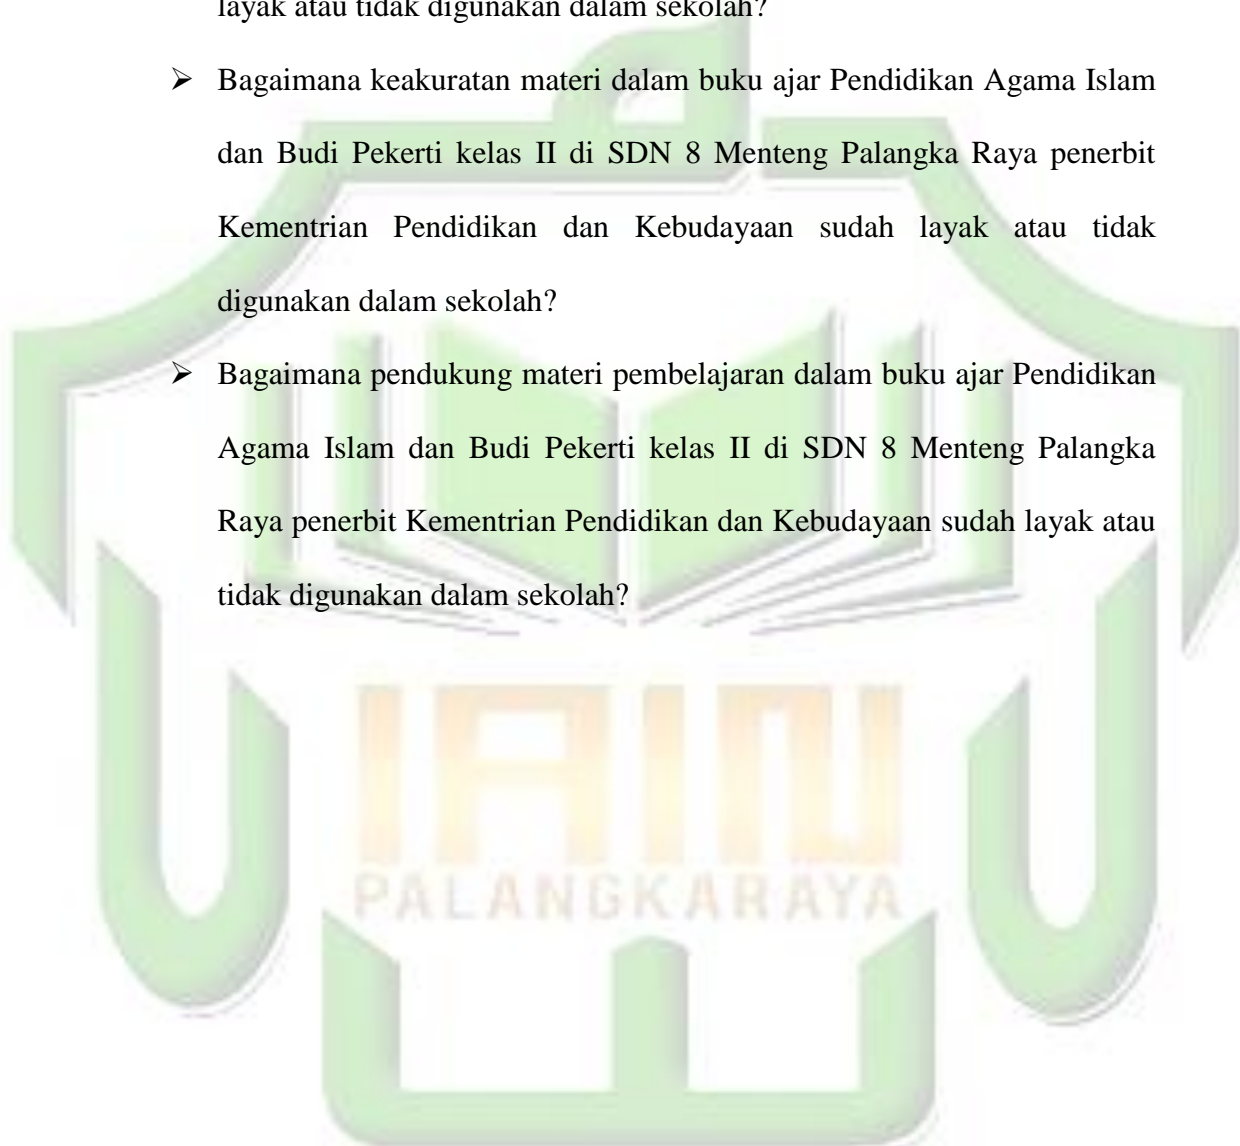 layak atau tidak digunakan dalam sekolah?
➢ Bagaimana keakuratan materi dalam buku ajar Pendidikan Agama Islam
dan Budi Pekerti kelas II di SDN 8 Menteng Palangka Raya penerbit
Kementrian Pendidikan dan Kebudayaan sudah layak atau tidak
digunakan dalam sekolah?
➢ Bagaimana pendukung materi pembelajaran dalam buku ajar Pendidikan
Agama Islam dan Budi Pekerti kelas II di SDN 8 Menteng Palangka
Raya penerbit Kementrian Pendidikan dan Kebudayaan sudah layak atau
tidak digunakan dalam sekolah?
IAIN
PALANGKARAYA